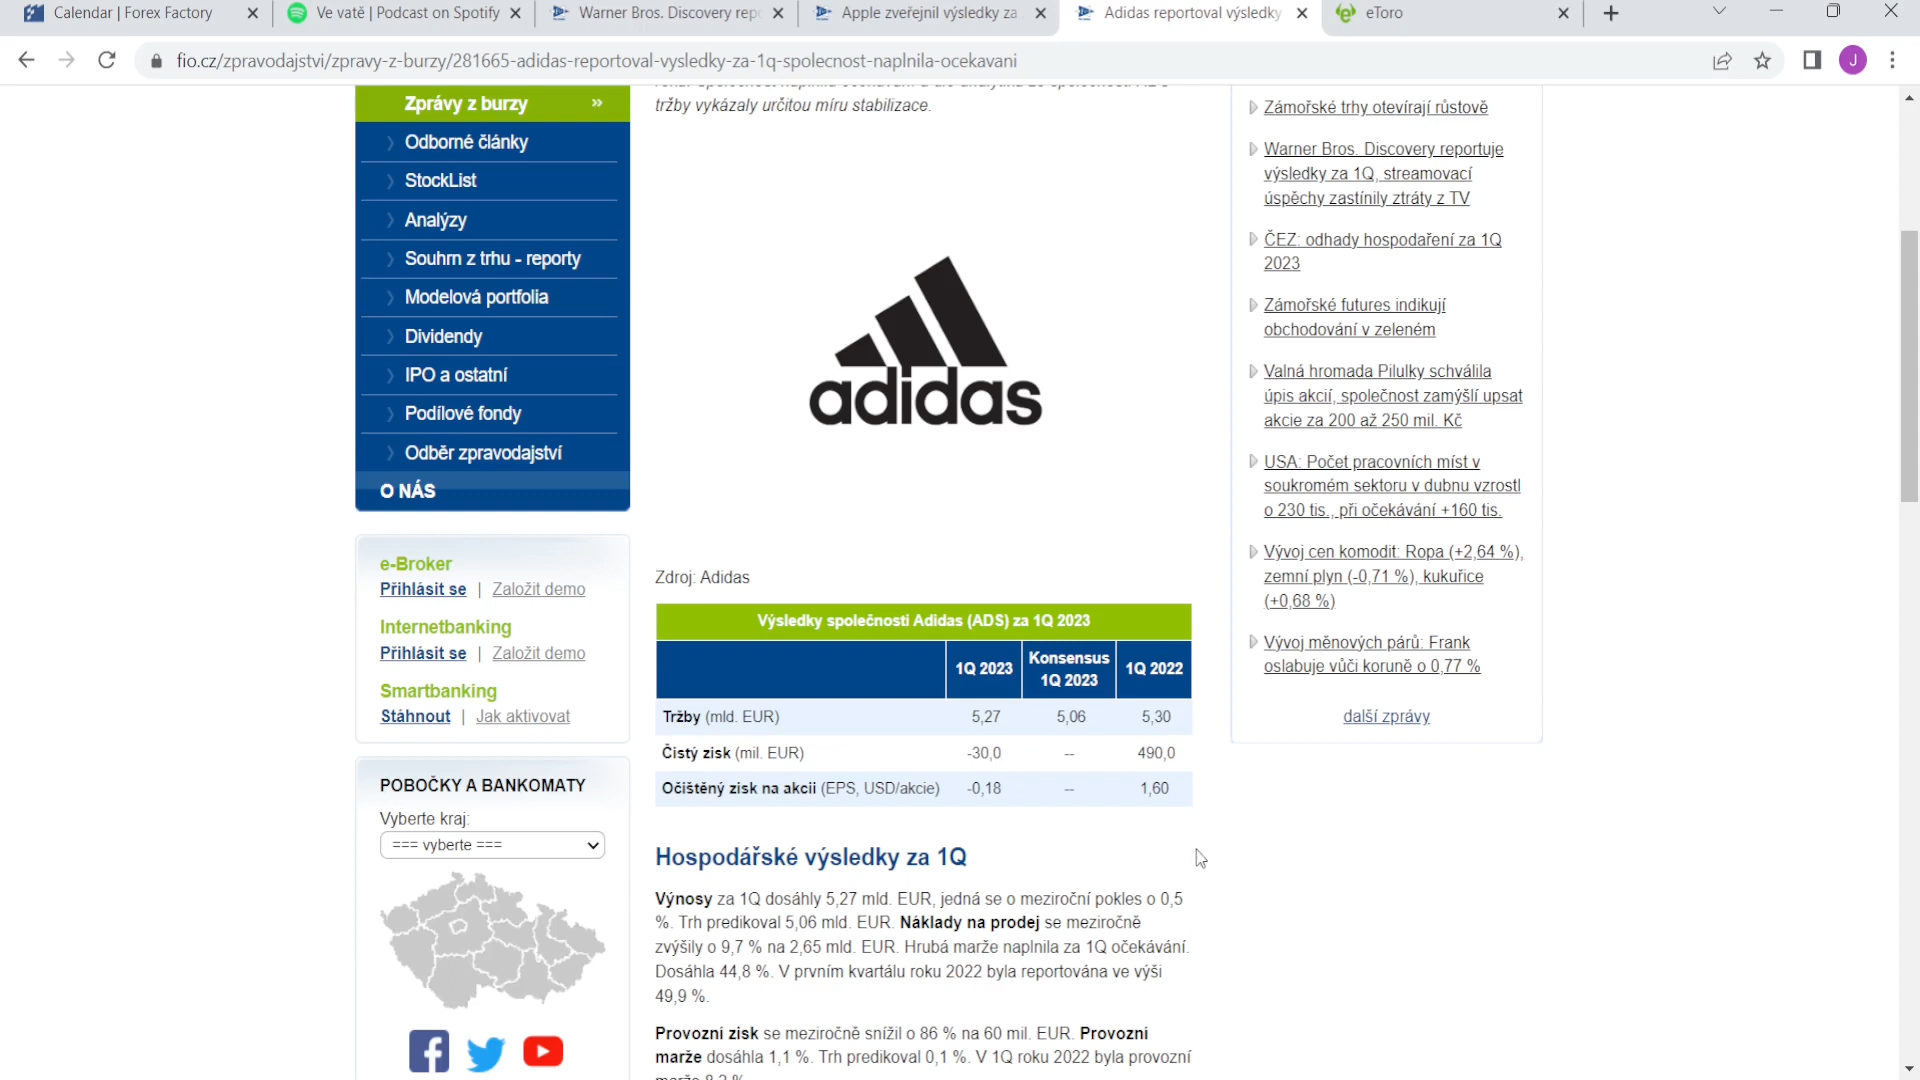 Calendar | Forex Factory
Ve vatě | Podcast on Spotify
Warner Bros. Discovery repo
Apple zveřejnil výsledky za
Adidas reportoval výsledky
eToro
fio.cz/zpravodajstvi/zpravy-z-burzy/281665-adidas-reportoval-vysledky-za-1q-spolecnost-naplnila-ocekavani
J
Zprávy z burzy »
Odborné články
StockList
Analýzy
Souhrn z trhu - reporty
Modelová portfolia
Dividendy
IPO a ostatní
Podílové fondy
Odběr zpravodajství
O NÁS
e-Broker
Přihlásit se | Založit demo
Internetbanking
Přihlásit se | Založit demo
Smartbanking
Stáhnout | Jak aktivovat
POBOČKY A BANKOMATY
Vyberte kraj:
=== vyberte ===
tržby vykázaly určitou míru stabilizace.
adidas
Zdroj: Adidas
Výsledky společnosti Adidas (ADS) za 1Q 2023
1Q 2023 Konsensus 1Q 2023 1Q 2022
Tržby (mld. EUR) 5,27 5,06 5,30
Čistý zisk (mil. EUR) -30,0 -- 490,0
Očištěný zisk na akcii (EPS, USD/akcie) -0,18 -- 1,60
Hospodářské výsledky za 1Q
Výnosy za 1Q dosáhly 5,27 mld. EUR, jedná se o meziroční pokles o 0,5
%. Trh predikoval 5,06 mld. EUR. Náklady na prodej se meziročně
zvýšily o 9,7 % na 2,65 mld. EUR. Hrubá marže naplnila za 1Q očekávání.
Dosáhla 44,8 %. V prvním kvartálu roku 2022 byla reportována ve výši
49,9 %.
Provozní zisk se meziročně snížil o 86 % na 60 mil. EUR. Provozní
marže dosáhla 1,1 %. Trh predikoval 0,1 %. V 1Q roku 2022 byla provozní
marže 8,2 %
Zámořské trhy otevírají růstově
Warner Bros. Discovery reportuje
výsledky za 1Q, streamovací
úspěchy zastínily ztráty z TV
ČEZ: odhady hospodaření za 1Q
2023
Zámořské futures indikují
obchodování v zeleném
Valná hromada Pilulky schválila
úpis akcií, společnost zamýšlí upsat
akcie za 200 až 250 mil. Kč
USA: Počet pracovních míst v
soukromém sektoru v dubnu vzrostl
o 230 tis., při očekávání +160 tis.
Vývoj cen komodit: Ropa (+2,64 %),
zemní plyn (-0,71 %), kukuřice
(+0,68 %)
Vývoj měnových párů: Frank
oslabuje vůči koruně o 0,77 %
další zprávy